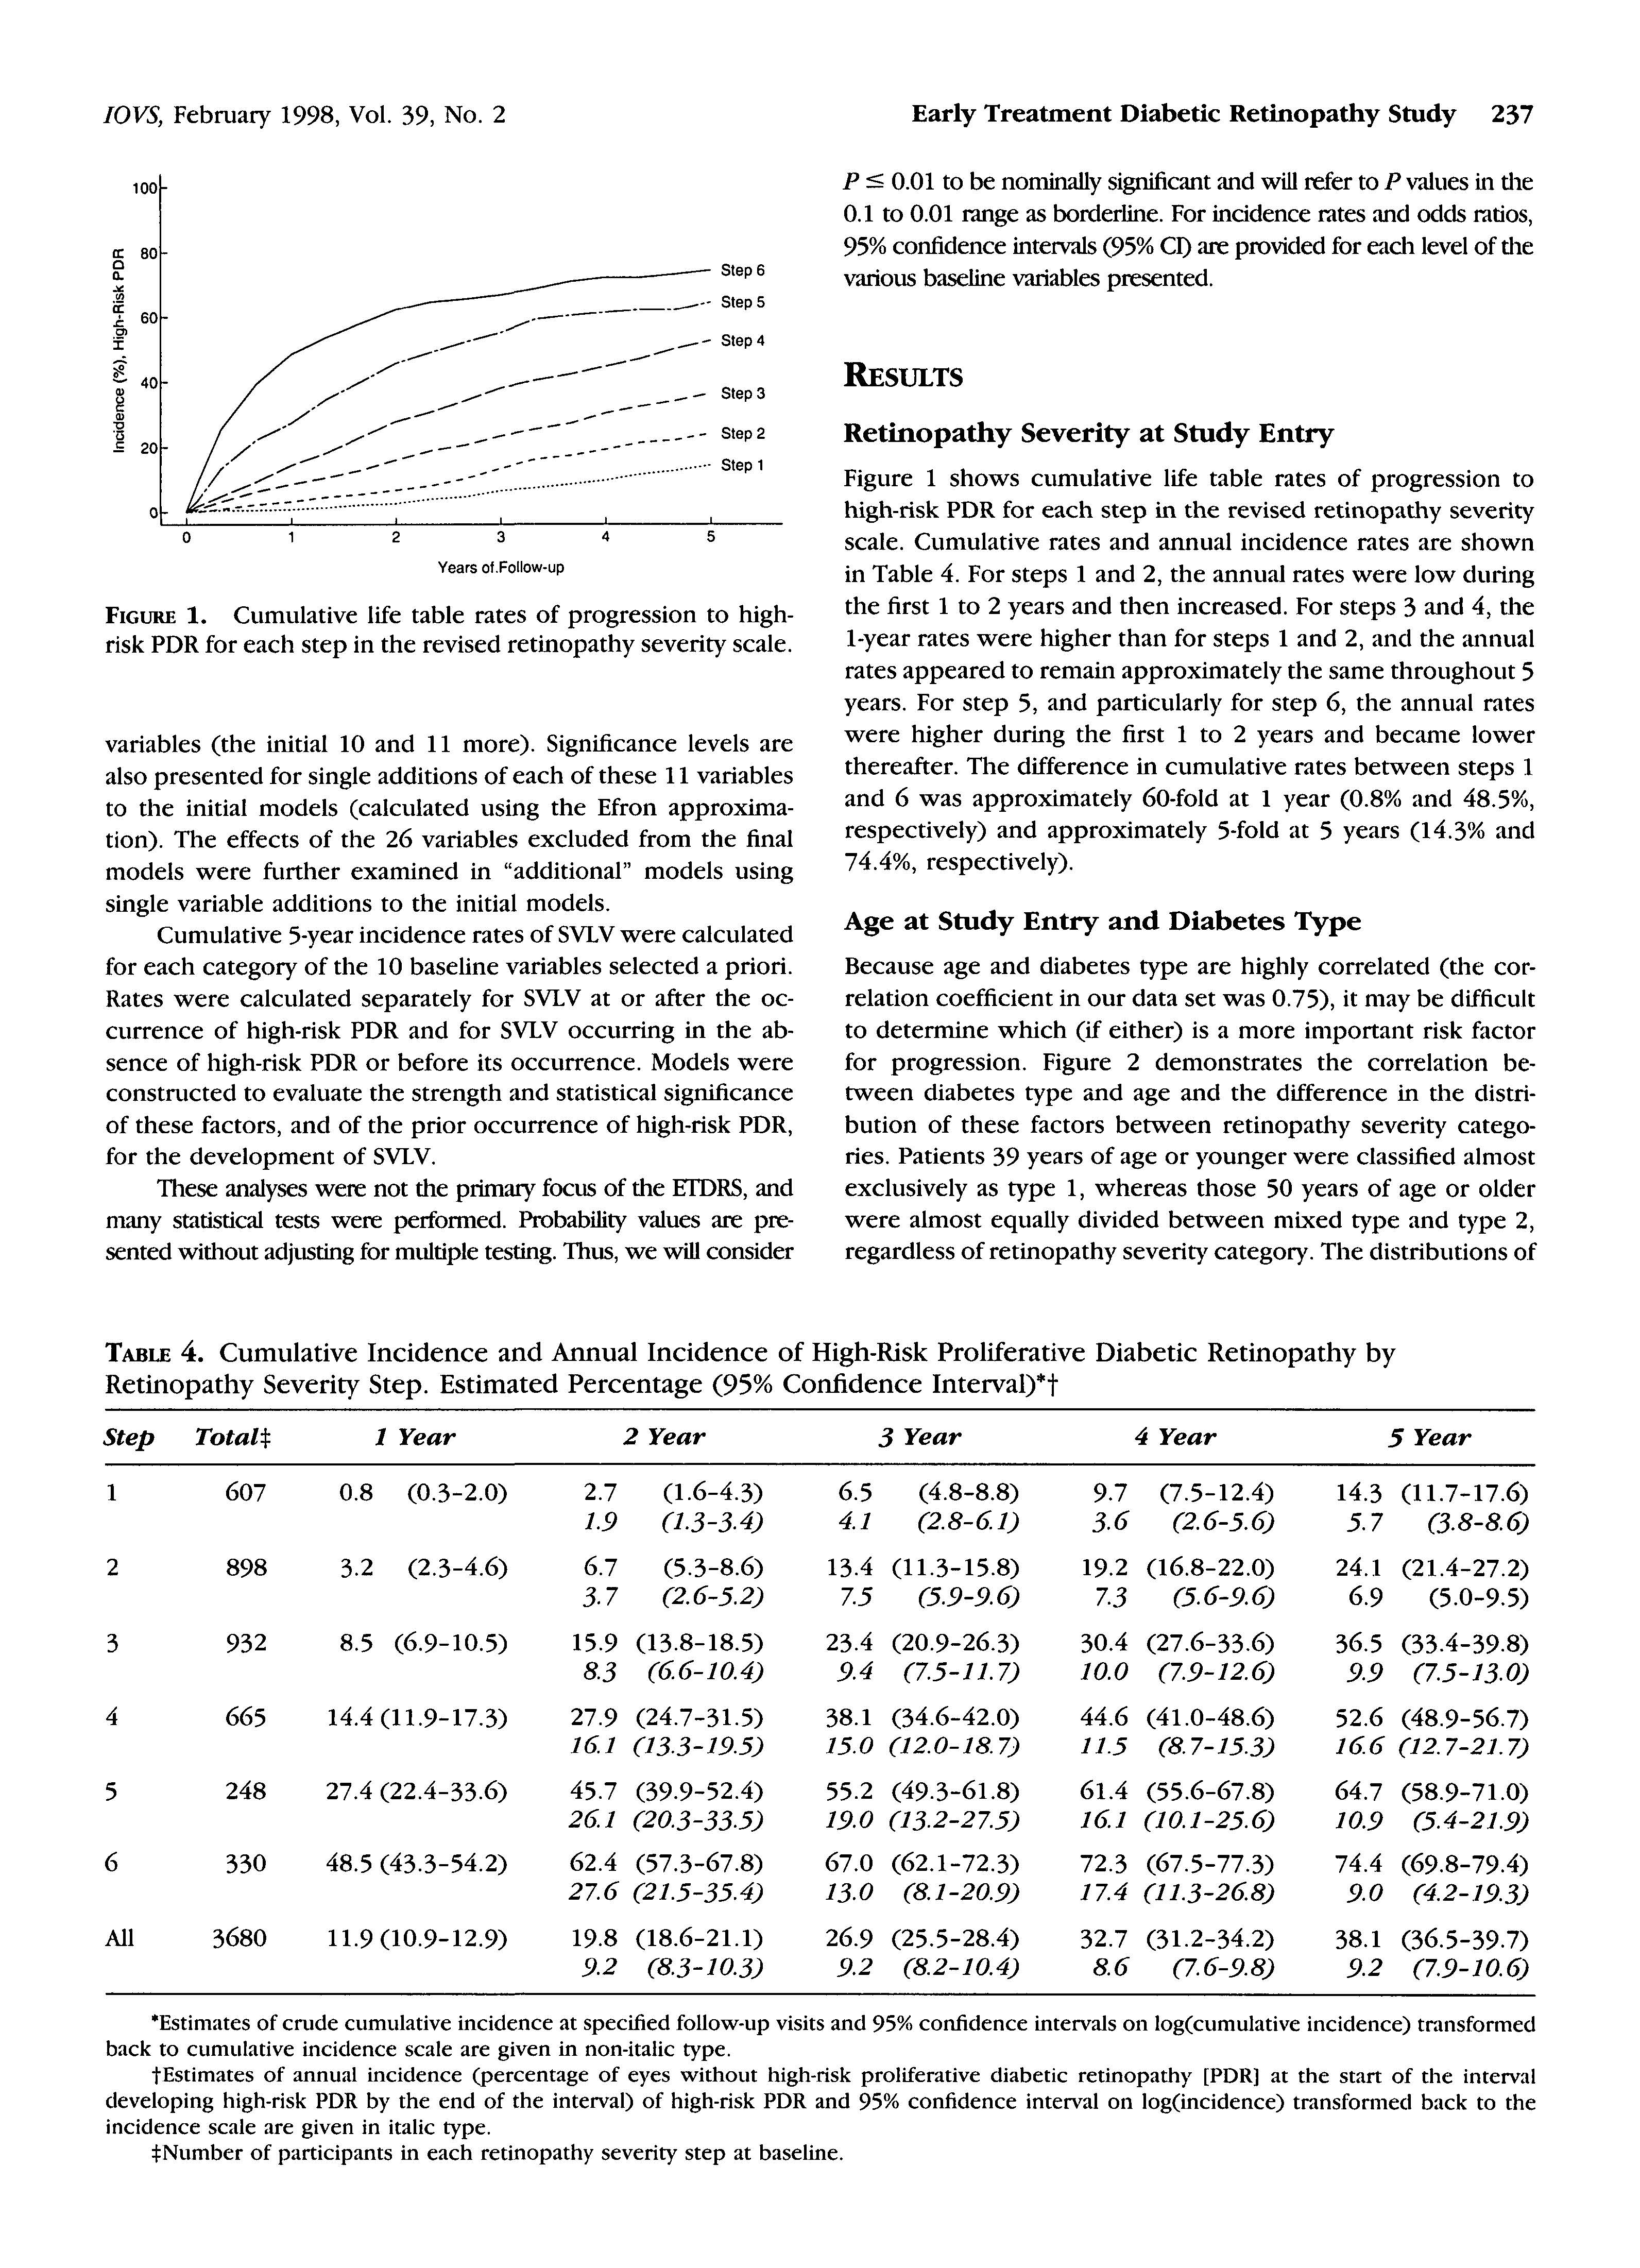 IOVS, February 1998, Vol. 39, No. 2
Early Treatment Diabetic Retinopathy Study 237
100
80
60
40
20
0
Incidence (%), High-Risk PDR
Step 6
Step 5
Step 4
Step 3
Step 2
Step 1
0 1 2 3 4 5
Years of.Follow-up
FIGURE 1. Cumulative life table rates of progression to high-
risk PDR for each step in the revised retinopathy severity scale.
variables (the initial 10 and 11 more). Significance levels are
also presented for single additions of each of these 11 variables
to the initial models (calculated using the Efron approxima-
tion). The effects of the 26 variables excluded from the final
models were further examined in “additional” models using
single variable additions to the initial models.
Cumulative 5-year incidence rates of SVLV were calculated
for each category of the 10 baseline variables selected a priori.
Rates were calculated separately for SVLV at or after the oc-
currence of high-risk PDR and for SVLV occurring in the ab-
sence of high-risk PDR or before its occurrence. Models were
constructed to evaluate the strength and statistical significance
of these factors, and of the prior occurrence of high-risk PDR,
for the development of SVLV.
These analyses were not the primary focus of the ETDRS, and
many statistical tests were performed. Probability values are pre-
sented without adjusting for multiple testing. Thus, we will consider
P ≤ 0.01 to be nominally significant and will refer to P values in the
0.1 to 0.01 range as borderline. For incidence rates and odds ratios,
95% confidence intervals (95% CI) are provided for each level of the
various baseline variables presented.
RESULTS
Retinopathy Severity at Study Entry
Figure 1 shows cumulative life table rates of progression to
high-risk PDR for each step in the revised retinopathy severity
scale. Cumulative rates and annual incidence rates are shown
in Table 4. For steps 1 and 2, the annual rates were low during
the first 1 to 2 years and then increased. For steps 3 and 4, the
1-year rates were higher than for steps 1 and 2, and the annual
rates appeared to remain approximately the same throughout 5
years. For step 5, and particularly for step 6, the annual rates
were higher during the first 1 to 2 years and became lower
thereafter. The difference in cumulative rates between steps 1
and 6 was approximately 60-fold at 1 year (0.8% and 48.5%,
respectively) and approximately 5-fold at 5 years (14.3% and
74.4%, respectively).
Age at Study Entry and Diabetes Type
Because age and diabetes type are highly correlated (the cor-
relation coefficient in our data set was 0.75), it may be difficult
to determine which (if either) is a more important risk factor
for progression. Figure 2 demonstrates the correlation be-
tween diabetes type and age and the difference in the distri-
bution of these factors between retinopathy severity catego-
ries. Patients 39 years of age or younger were classified almost
exclusively as type 1, whereas those 50 years of age or older
were almost equally divided between mixed type and type 2,
regardless of retinopathy severity category. The distributions of
TABLE 4. Cumulative Incidence and Annual Incidence of High-Risk Proliferative Diabetic Retinopathy by
Retinopathy Severity Step. Estimated Percentage (95% Confidence Interval)*†
Step Total‡ 1 Year 2 Year 3 Year 4 Year 5 Year
1 607 0.8 (0.3-2.0) 2.7 (1.6-4.3) 6.5 (4.8-8.8) 9.7 (7.5-12.4) 14.3 (11.7-17.6)
1.9 (1.3-3.4) 4.1 (2.8-6.1) 3.6 (2.6-5.6) 5.7 (3.8-8.6)
2 898 3.2 (2.3-4.6) 6.7 (5.3-8.6) 13.4 (11.3-15.8) 19.2 (16.8-22.0) 24.1 (21.4-27.2)
3.7 (2.6-5.2) 7.5 (5.9-9.6) 7.3 (5.6-9.6) 6.9 (5.0-9.5)
3 932 8.5 (6.9-10.5) 15.9 (13.8-18.5) 23.4 (20.9-26.3) 30.4 (27.6-33.6) 36.5 (33.4-39.8)
8.3 (6.6-10.4) 9.4 (7.5-11.7) 10.0 (7.9-12.6) 9.9 (7.5-13.0)
4 665 14.4 (11.9-17.3) 27.9 (24.7-31.5) 38.1 (34.6-42.0) 44.6 (41.0-48.6) 52.6 (48.9-56.7)
16.1 (13.3-19.5) 15.0 (12.0-18.7) 11.5 (8.7-15.3) 16.6 (12.7-21.7)
5 248 27.4 (22.4-33.6) 45.7 (39.9-52.4) 55.2 (49.3-61.8) 61.4 (55.6-67.8) 64.7 (58.9-71.0)
26.1 (20.3-33.5) 19.0 (13.2-27.5) 16.1 (10.1-25.6) 10.9 (5.4-21.9)
6 330 48.5 (43.3-54.2) 62.4 (57.3-67.8) 67.0 (62.1-72.3) 72.3 (67.5-77.3) 74.4 (69.8-79.4)
27.6 (21.5-35.4) 13.0 (8.1-20.9) 17.4 (11.3-26.8) 9.0 (4.2-19.3)
All 3680 11.9 (10.9-12.9) 19.8 (18.6-21.1) 26.9 (25.5-28.4) 32.7 (31.2-34.2) 38.1 (36.5-39.7)
9.2 (8.3-10.3) 9.2 (8.2-10.4) 8.6 (7.6-9.8) 9.2 (7.9-10.6)
*Estimates of crude cumulative incidence at specified follow-up visits and 95% confidence intervals on log(cumulative incidence) transformed
back to cumulative incidence scale are given in non-italic type.
†Estimates of annual incidence (percentage of eyes without high-risk proliferative diabetic retinopathy [PDR] at the start of the interval
developing high-risk PDR by the end of the interval) of high-risk PDR and 95% confidence interval on log(incidence) transformed back to the
incidence scale are given in italic type.
‡Number of participants in each retinopathy severity step at baseline.